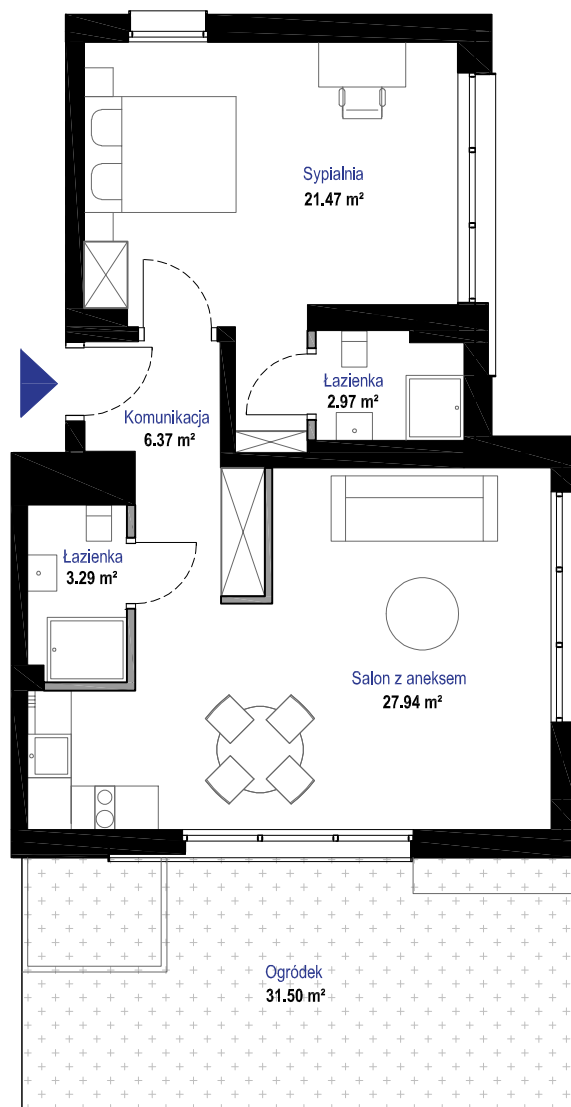 Sypialnia
21.47 m²
Łazienka
2.97 m²
Komunikacja
6.37 m²
Łazienka
3.29 m²
Salon z aneksem
27.94 m²
Ogródek
31.50 m²